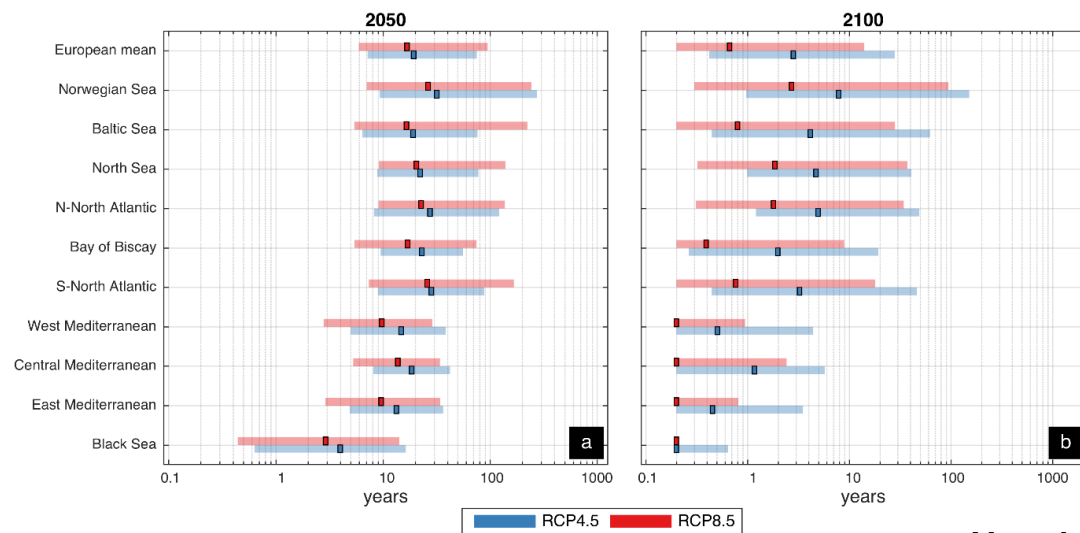 2050
2100
European mean
Norwegian Sea
Baltic Sea
North Sea
N-North Atlantic
Bay of Biscay
S-North Atlantic
West Mediterranean
Central Mediterranean
East Mediterranean
Black Sea
a
b
0.1 1 10 100 1000
0.1 1 10 100 1000
years
years
RCP4.5 RCP8.5